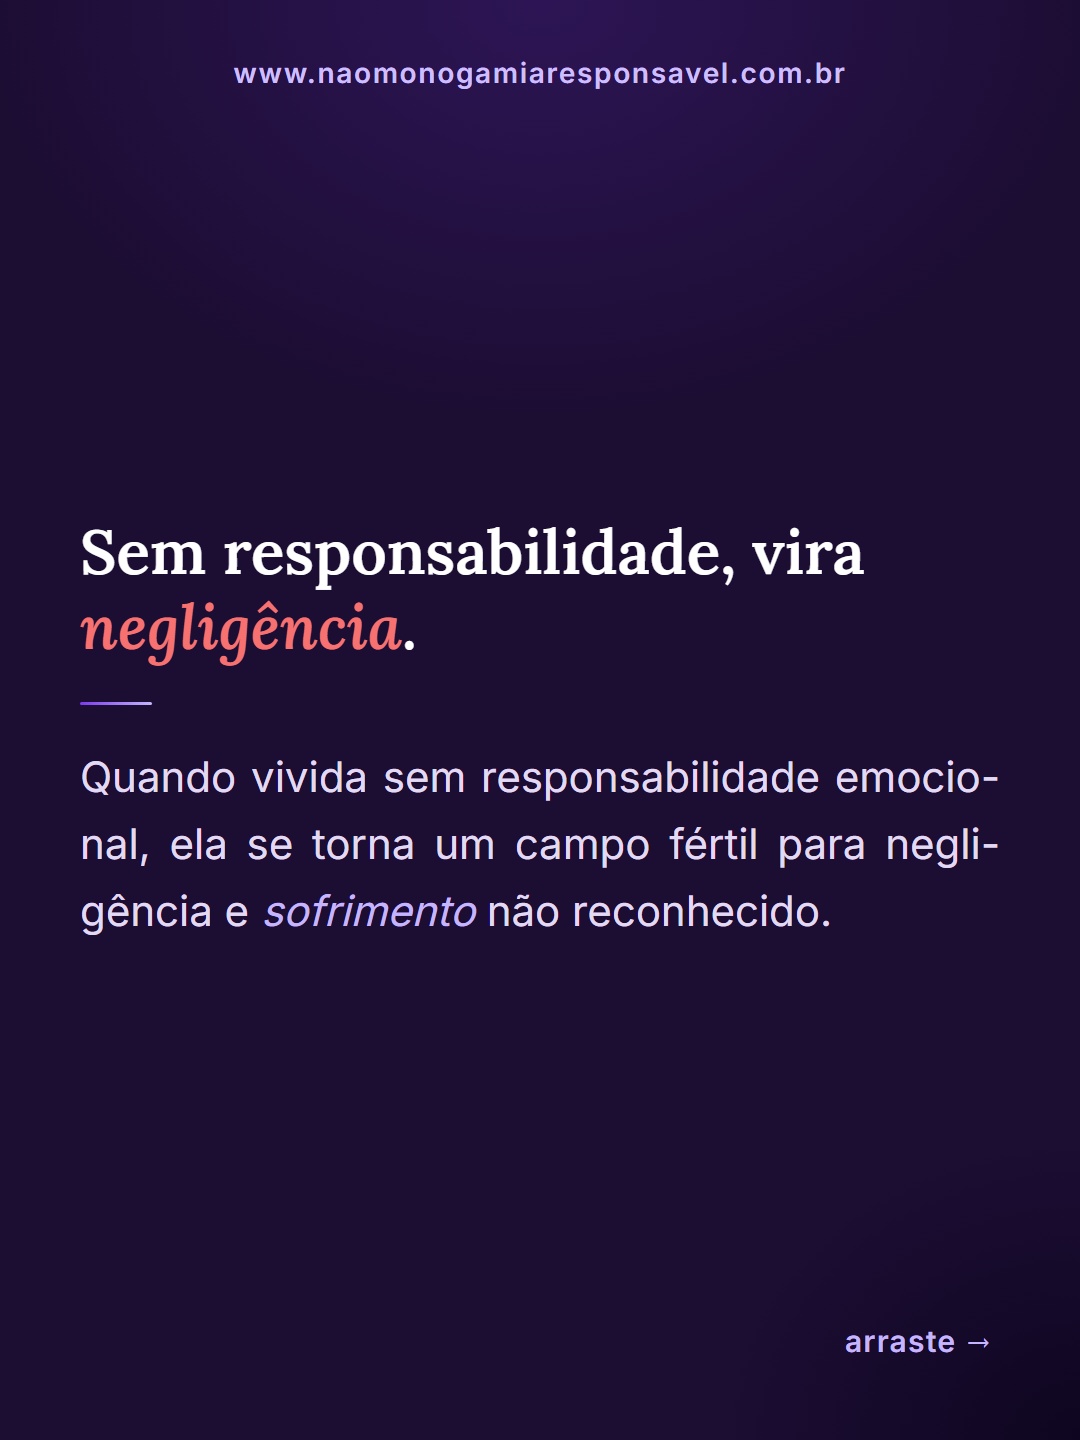 www.naomonogamiaresponsavel.com.br
Sem responsabilidade, vira
negligência.
Quando vivida sem responsabilidade emocio-
nal, ela se torna um campo fértil para negli-
gência e sofrimento não reconhecido.
arraste →